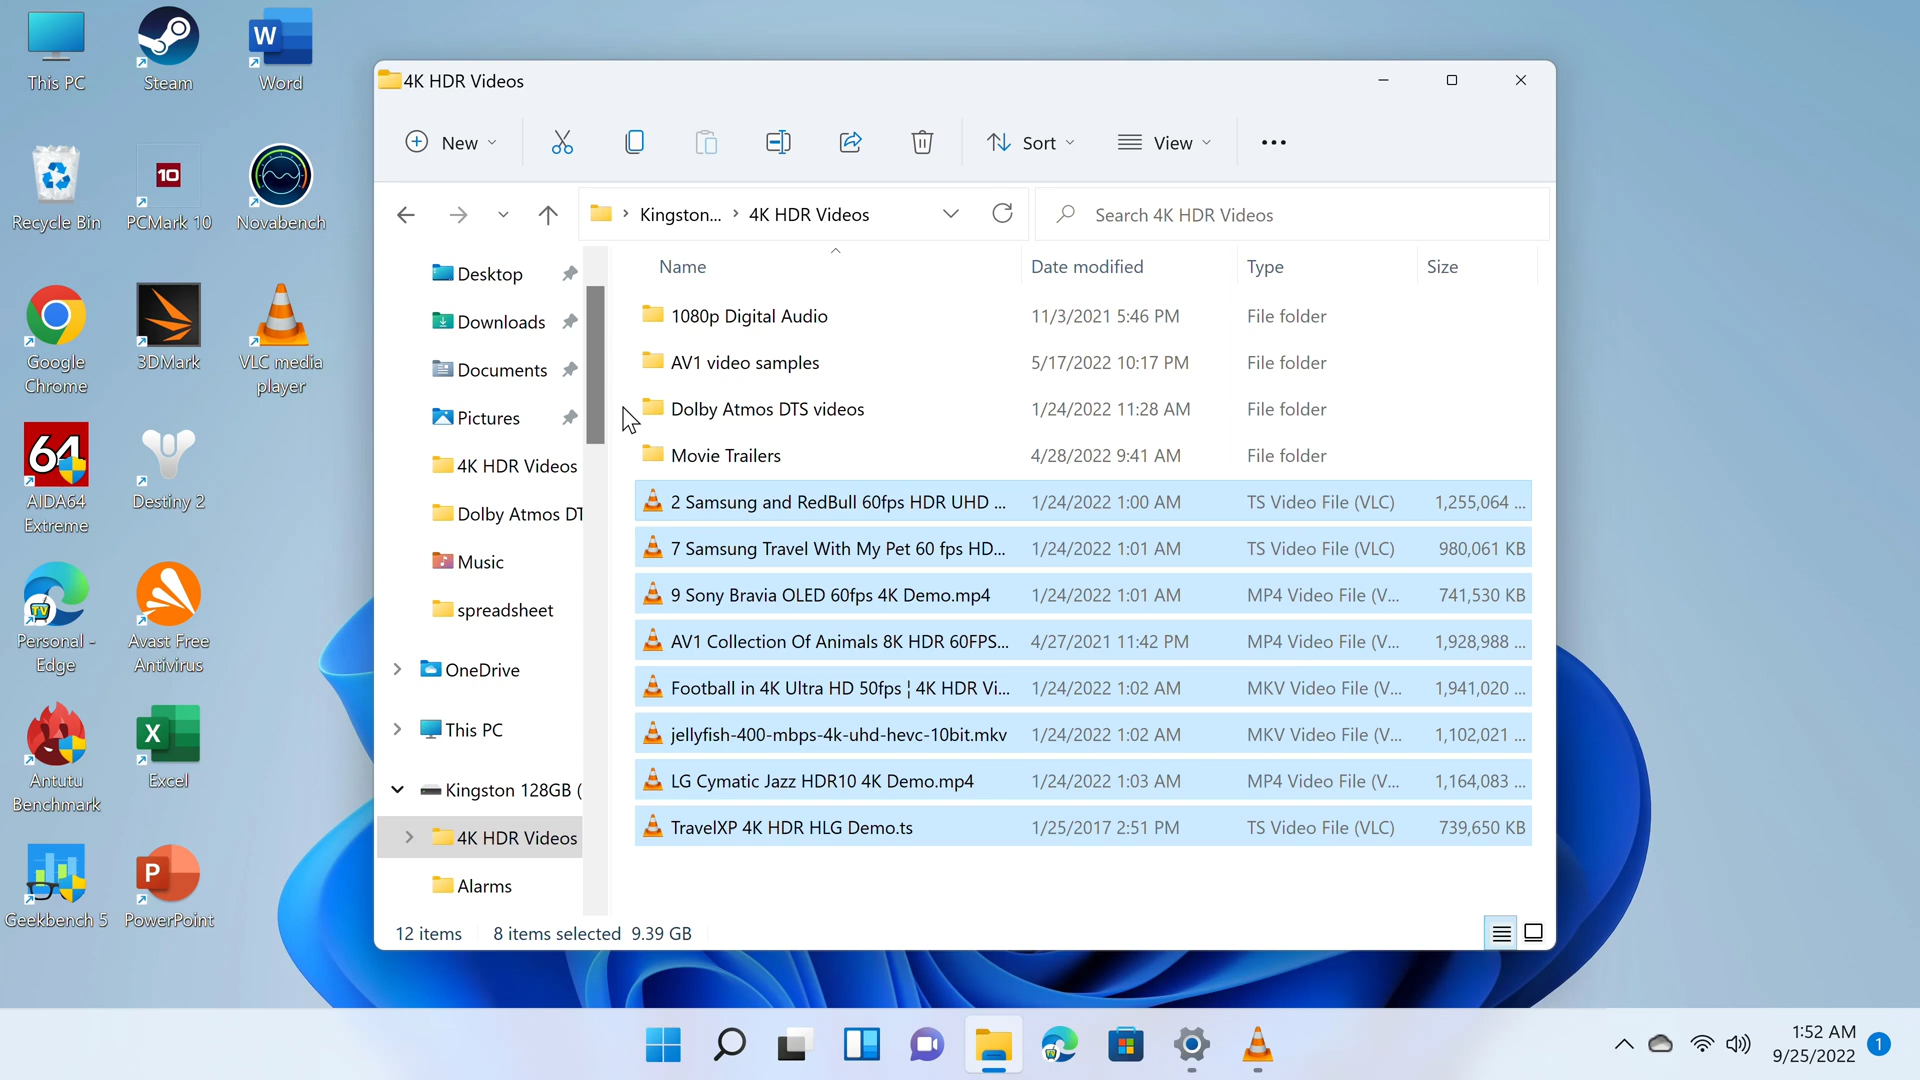 This PC
Steam
Word
W
Recycle Bin
PCMark 10
10
Novabench
Google
Chrome
3DMark
VLC media
player
64
AIDA64
Extreme
Destiny 2
TV
Personal -
Edge
Avast Free
Antivirus
Antutu
Benchmark
X
Excel
Geekbench 5
P
PowerPoint
4K HDR Videos
New
Sort
View
Kingston...
4K HDR Videos
Search 4K HDR Videos
Desktop
Downloads
Documents
Pictures
4K HDR Videos
Dolby Atmos DT
Music
spreadsheet
OneDrive
This PC
Kingston 128GB (
4K HDR Videos
Alarms
Name Date modified Type Size
1080p Digital Audio 11/3/2021 5:46 PM File folder
AV1 video samples 5/17/2022 10:17 PM File folder
Dolby Atmos DTS videos 1/24/2022 11:28 AM File folder
Movie Trailers 4/28/2022 9:41 AM File folder
2 Samsung and RedBull 60fps HDR UHD ... 1/24/2022 1:00 AM TS Video File (VLC) 1,255,064 ...
7 Samsung Travel With My Pet 60 fps HD... 1/24/2022 1:01 AM TS Video File (VLC) 980,061 KB
9 Sony Bravia OLED 60fps 4K Demo.mp4 1/24/2022 1:01 AM MP4 Video File (V... 741,530 KB
AV1 Collection Of Animals 8K HDR 60FPS... 4/27/2021 11:42 PM MP4 Video File (V... 1,928,988 ...
Football in 4K Ultra HD 50fps ¦ 4K HDR Vi... 1/24/2022 1:02 AM MKV Video File (V... 1,941,020 ...
jellyfish-400-mbps-4k-uhd-hevc-10bit.mkv 1/24/2022 1:02 AM MKV Video File (V... 1,102,021 ...
LG Cymatic Jazz HDR10 4K Demo.mp4 1/24/2022 1:03 AM MP4 Video File (V... 1,164,083 ...
TravelXP 4K HDR HLG Demo.ts 1/25/2017 2:51 PM TS Video File (VLC) 739,650 KB
12 items 8 items selected 9.39 GB
1:52 AM
9/25/2022
1